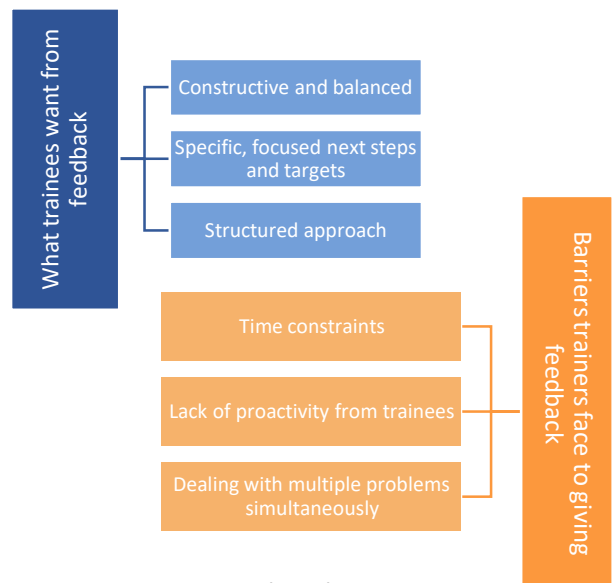 What trainees want from
feedback
Constructive and balanced
Specific, focused next steps
and targets
Structured approach
Time constraints
Lack of proactivity from trainees
Dealing with multiple problems
simultaneously
Barriers trainers face to giving
feedback